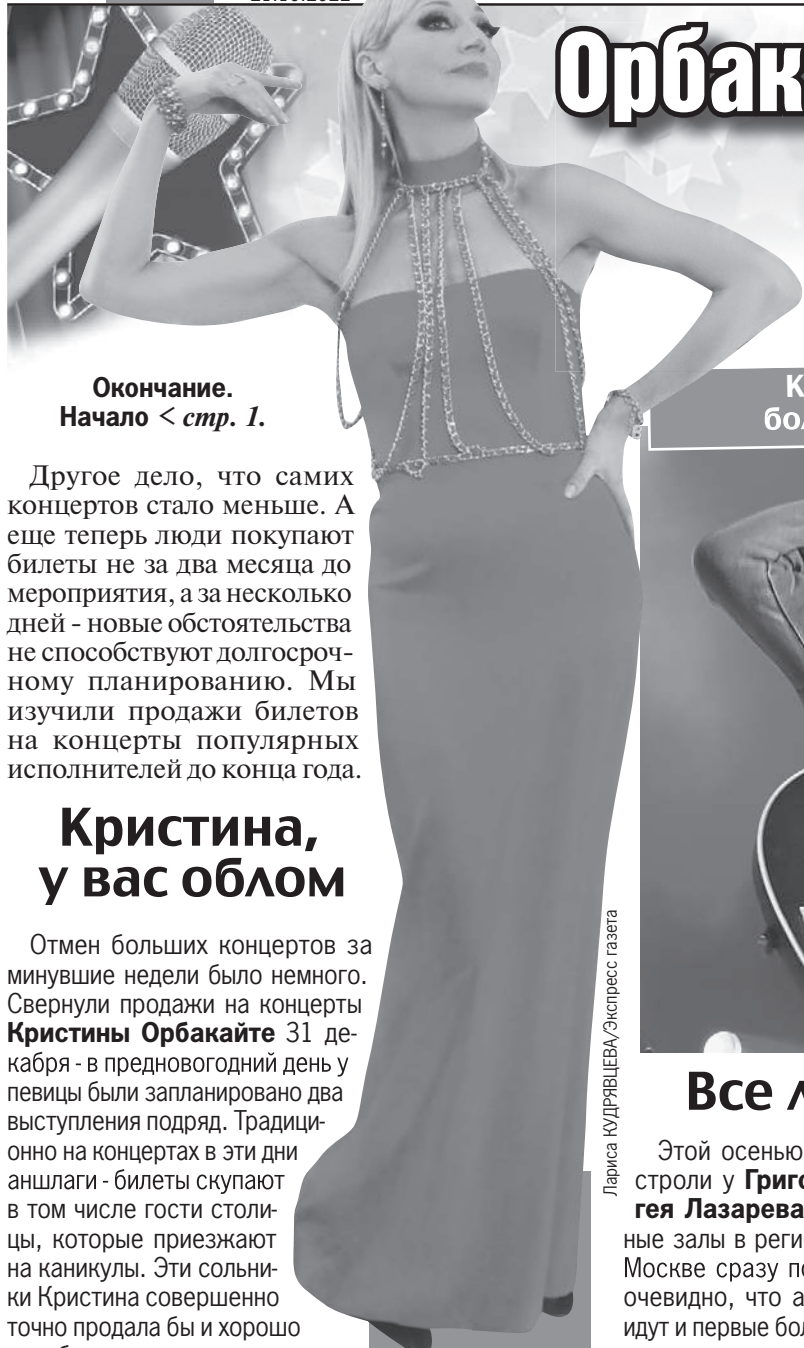 Орбак
Окончание.
Начало < стр. 1.
Другое дело, что самих
концертов стало меньше. А
еще теперь люди покупают
билеты не за два месяца до
мероприятия, а за несколько
дней - новые обстоятельства
не способствуют долгосроч-
ному планированию. Мы
изучили продажи билетов
на концерты популярных
исполнителей до конца года.
Кристина,
у вас облом
Отмен больших концертов за
минувшие недели было немного.
Свернули продажи на концерты
Кристины Орбакайте 31 де-
кабря - в предновогодний день у
певицы были запланировано два
выступления подряд. Традици-
онно на концертах в эти дни
аншлаги - билеты скупают
в том числе гости столи-
цы, которые приезжают
на каникулы. Эти сольни-
ки Кристина совершенно
точно продала бы и хорошо
Лариса КУДРЯВЦЕВА/Экспресс газета
К
бол
Все л
Этой осенью
строли у Григо
гея Лазарева
ные залы в реги
Москве сразу по
очевидно, что а
идут и первые бол